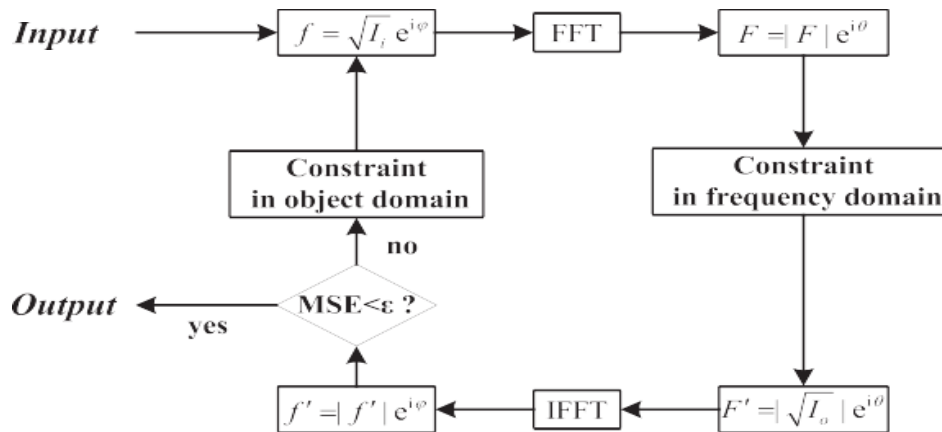 Input
f = √I_i e^{iφ}
FFT
F =| F | e^{iθ}
Constraint
in object domain
Constraint
in frequency domain
no
Output
MSE<ε ?
yes
f' =| f' | e^{iφ}
IFFT
F' =| √I_o | e^{iθ}